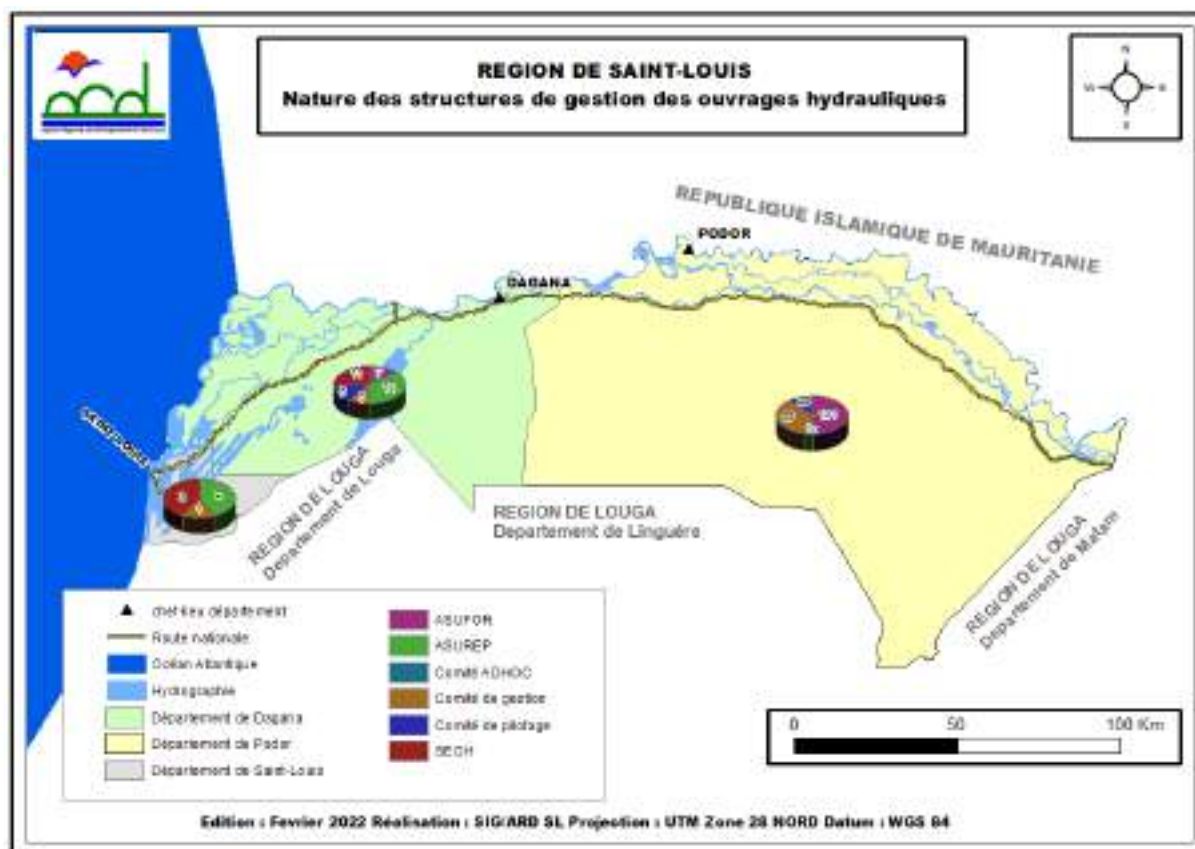 REGION DE SAINT-LOUIS
Nature des structures de gestion des ouvrages hydrauliques
N
REPUBLIQUE ISLAMIQUE DE MAURITANIE
PODOR
DAGANA
REGION DE LOUGA
Departement de Louga
REGION DE LOUGA
Departement de Linguère
REGION DE LOUGA
Departement de Matam
chef-lieu département
Route nationale
Océan Atlantique
Hydrographie
Département de Dagana
Département de Podor
Département de Saint-Louis
ASUFOR
ASUREP
Comité ADHOC
Comité de gestion
Comité de pilotage
0 50 100 Km
Edition : Fevrier 2022 Réalisation : SIG/ARD SL Projection : UTM Zone 28 NORD Datum : WGS 84